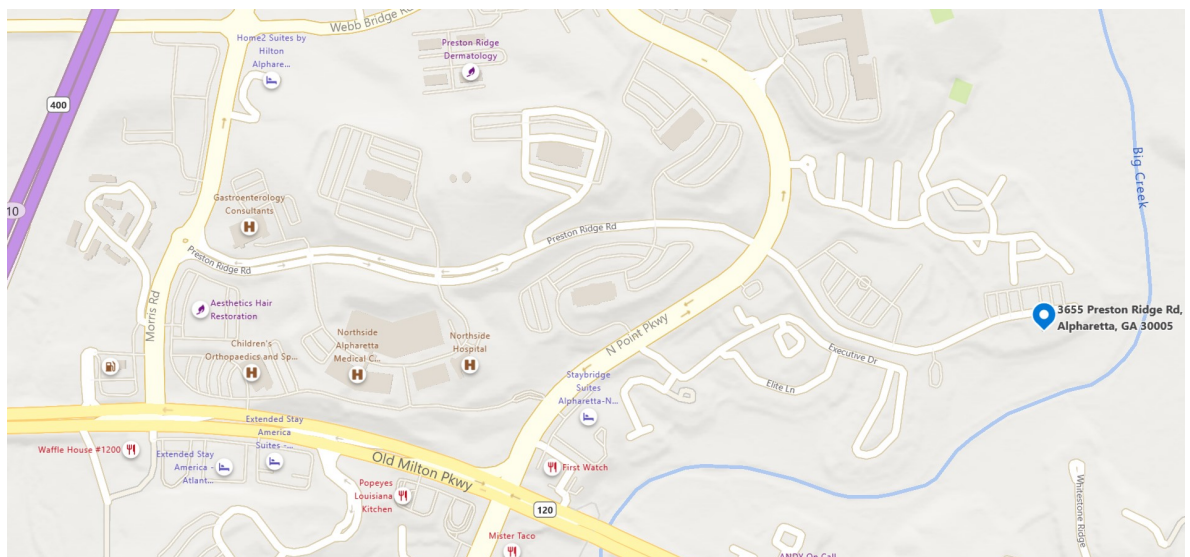 Webb Bridge Rd
Home2 Suites by
Hilton
Alphare...
Preston Ridge
Dermatology
400
Big Creek
10
Gastroenterology
Consultants
Preston Ridge Rd
Preston Ridge Rd
Morris Rd
Aesthetics Hair
Restoration
3655 Preston Ridge Rd,
Alpharetta, GA 30005
N Point Pkwy
Children's
Orthopaedics and Sp...
Northside
Alpharetta
Medical C...
Northside
Hospital
Executive Dr
Elite Ln
Staybridge
Suites
Alpharetta-N...
Extended Stay
America
Suites -...
Waffle House #1200
Extended Stay
America -
Atlant...
Old Milton Pkwy
First Watch
Popeyes
Louisiana
Kitchen
120
Whitestone Ridge
Mister Taco
ANDY On Call